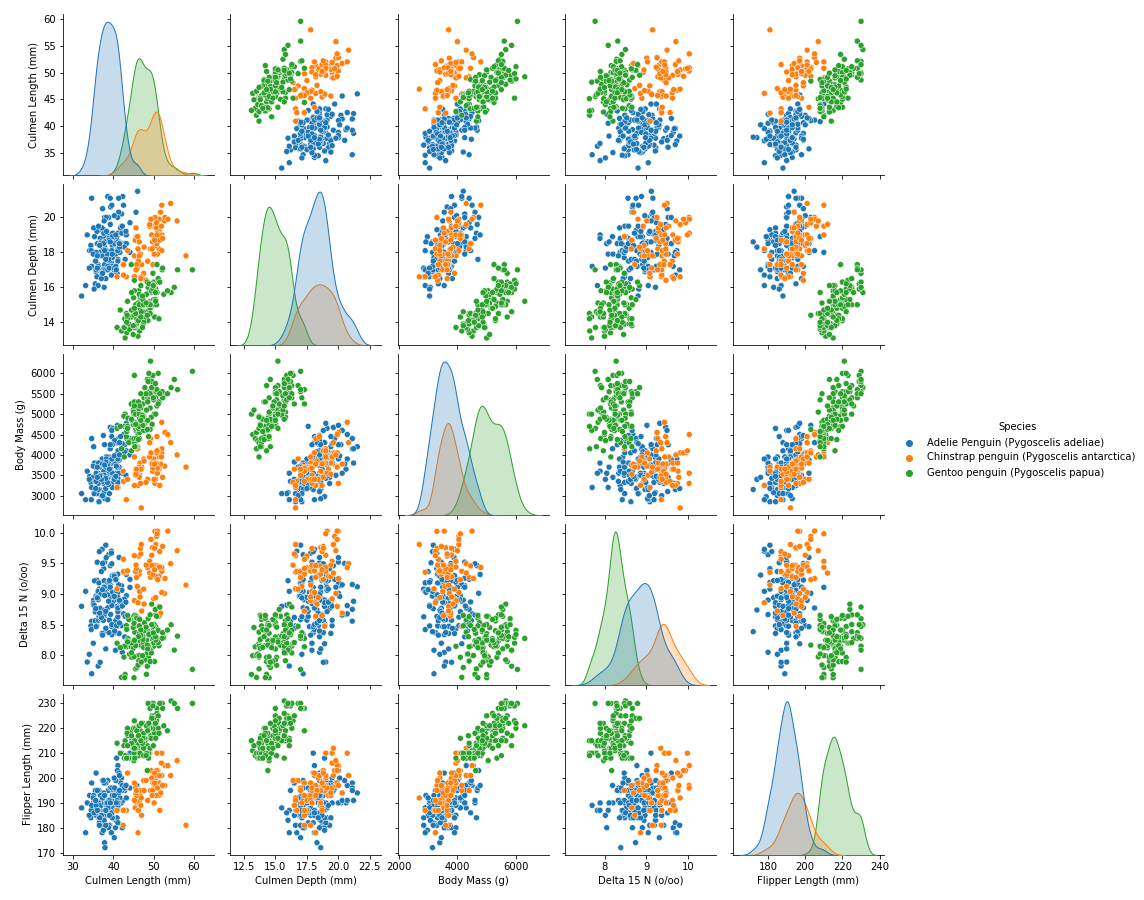 60
55
50
45
40
35
Culmen Length (mm)
20
18
16
14
Culmen Depth (mm)
6000
5500
5000
4500
4000
3500
3000
Body Mass (g)
Species
Adelie Penguin (Pygoscelis adeliae)
Chinstrap penguin (Pygoscelis antarctica)
Gentoo penguin (Pygoscelis papua)
10.0
9.5
9.0
8.5
8.0
Delta 15 N (o/oo)
230
220
210
200
190
180
170
Flipper Length (mm)
30 40 50 60 12.5 15.0 17.5 20.0 22.5 2000 4000 6000 8 9 10 180 200 220 240
Culmen Length (mm) Culmen Depth (mm) Body Mass (g) Delta 15 N (o/oo) Flipper Length (mm)